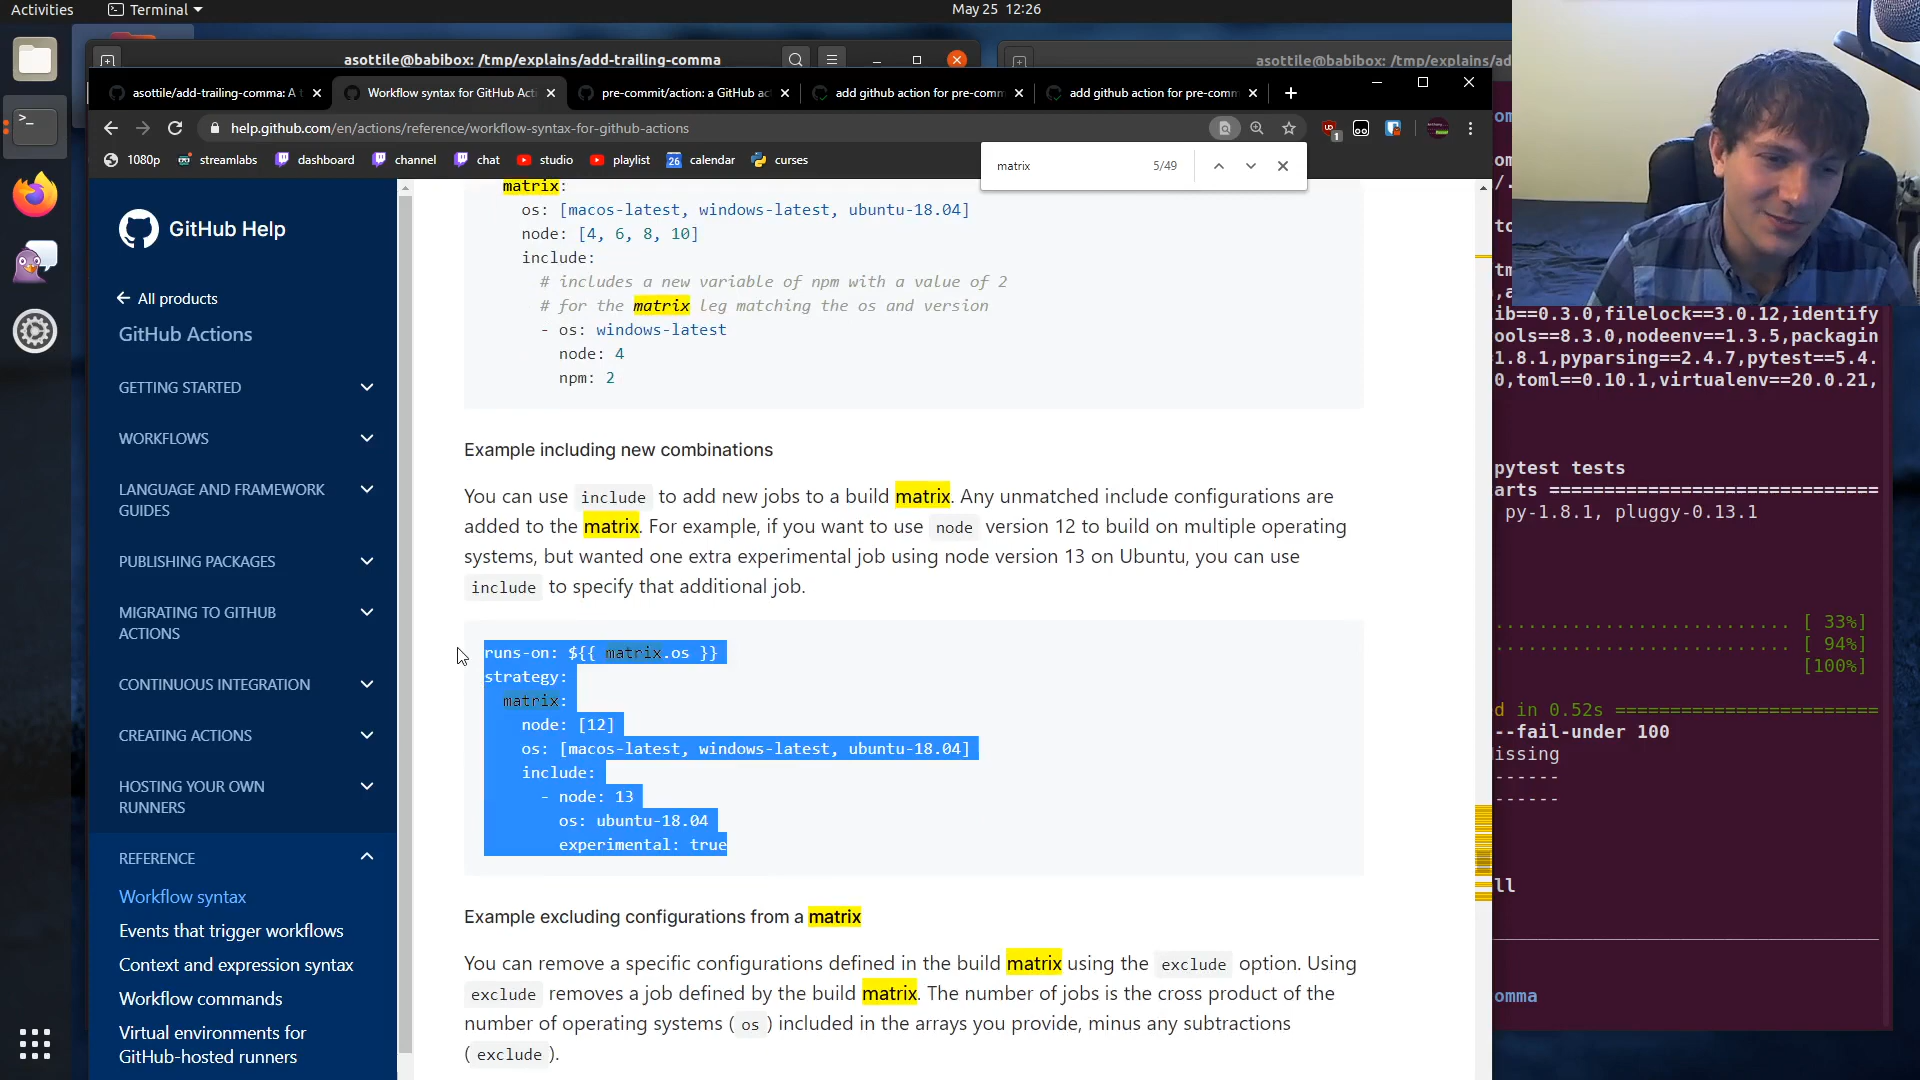 Activities
Terminal
May 25 12:26
asottile@babibox: /tmp/explains/add-trailing-comma
asottile@babibox: /tmp/explains/ad
asottile/add-trailing-comma: A t
Workflow syntax for GitHub Acti
pre-commit/action: a GitHub ac
add github action for pre-comm
add github action for pre-comm
help.github.com/en/actions/reference/workflow-syntax-for-github-actions
1080p
streamlabs
dashboard
channel
chat
studio
playlist
26
calendar
curses
matrix
5/49
GitHub Help
All products
GitHub Actions
GETTING STARTED
WORKFLOWS
LANGUAGE AND FRAMEWORK
GUIDES
PUBLISHING PACKAGES
MIGRATING TO GITHUB
ACTIONS
CONTINUOUS INTEGRATION
CREATING ACTIONS
HOSTING YOUR OWN
RUNNERS
REFERENCE
Workflow syntax
Events that trigger workflows
Context and expression syntax
Workflow commands
Virtual environments for
GitHub-hosted runners
matrix:
os: [macos-latest, windows-latest, ubuntu-18.04]
node: [4, 6, 8, 10]
include:
# includes a new variable of npm with a value of 2
# for the matrix leg matching the os and version
- os: windows-latest
node: 4
npm: 2
Example including new combinations
You can use include to add new jobs to a build matrix. Any unmatched include configurations are
added to the matrix. For example, if you want to use node version 12 to build on multiple operating
systems, but wanted one extra experimental job using node version 13 on Ubuntu, you can use
include to specify that additional job.
runs-on: ${{ matrix.os }}
strategy:
matrix:
node: [12]
os: [macos-latest, windows-latest, ubuntu-18.04]
include:
- node: 13
os: ubuntu-18.04
experimental: true
Example excluding configurations from a matrix
You can remove a specific configurations defined in the build matrix using the exclude option. Using
exclude removes a job defined by the build matrix. The number of jobs is the cross product of the
number of operating systems (os) included in the arrays you provide, minus any subtractions
(exclude).
ib==0.3.0,filelock==3.0.12,identify
ools==8.3.0,nodeenv==1.3.5,packagin
1.8.1,pyparsing==2.4.7,pytest==5.4.
0,toml==0.10.1,virtualenv==20.0.21,
pytest tests
arts ==============================
py-1.8.1, pluggy-0.13.1
........................... [ 33%]
........................... [ 94%]
[100%]
d in 0.52s ========================
--fail-under 100
issing
------
------
ll
omma